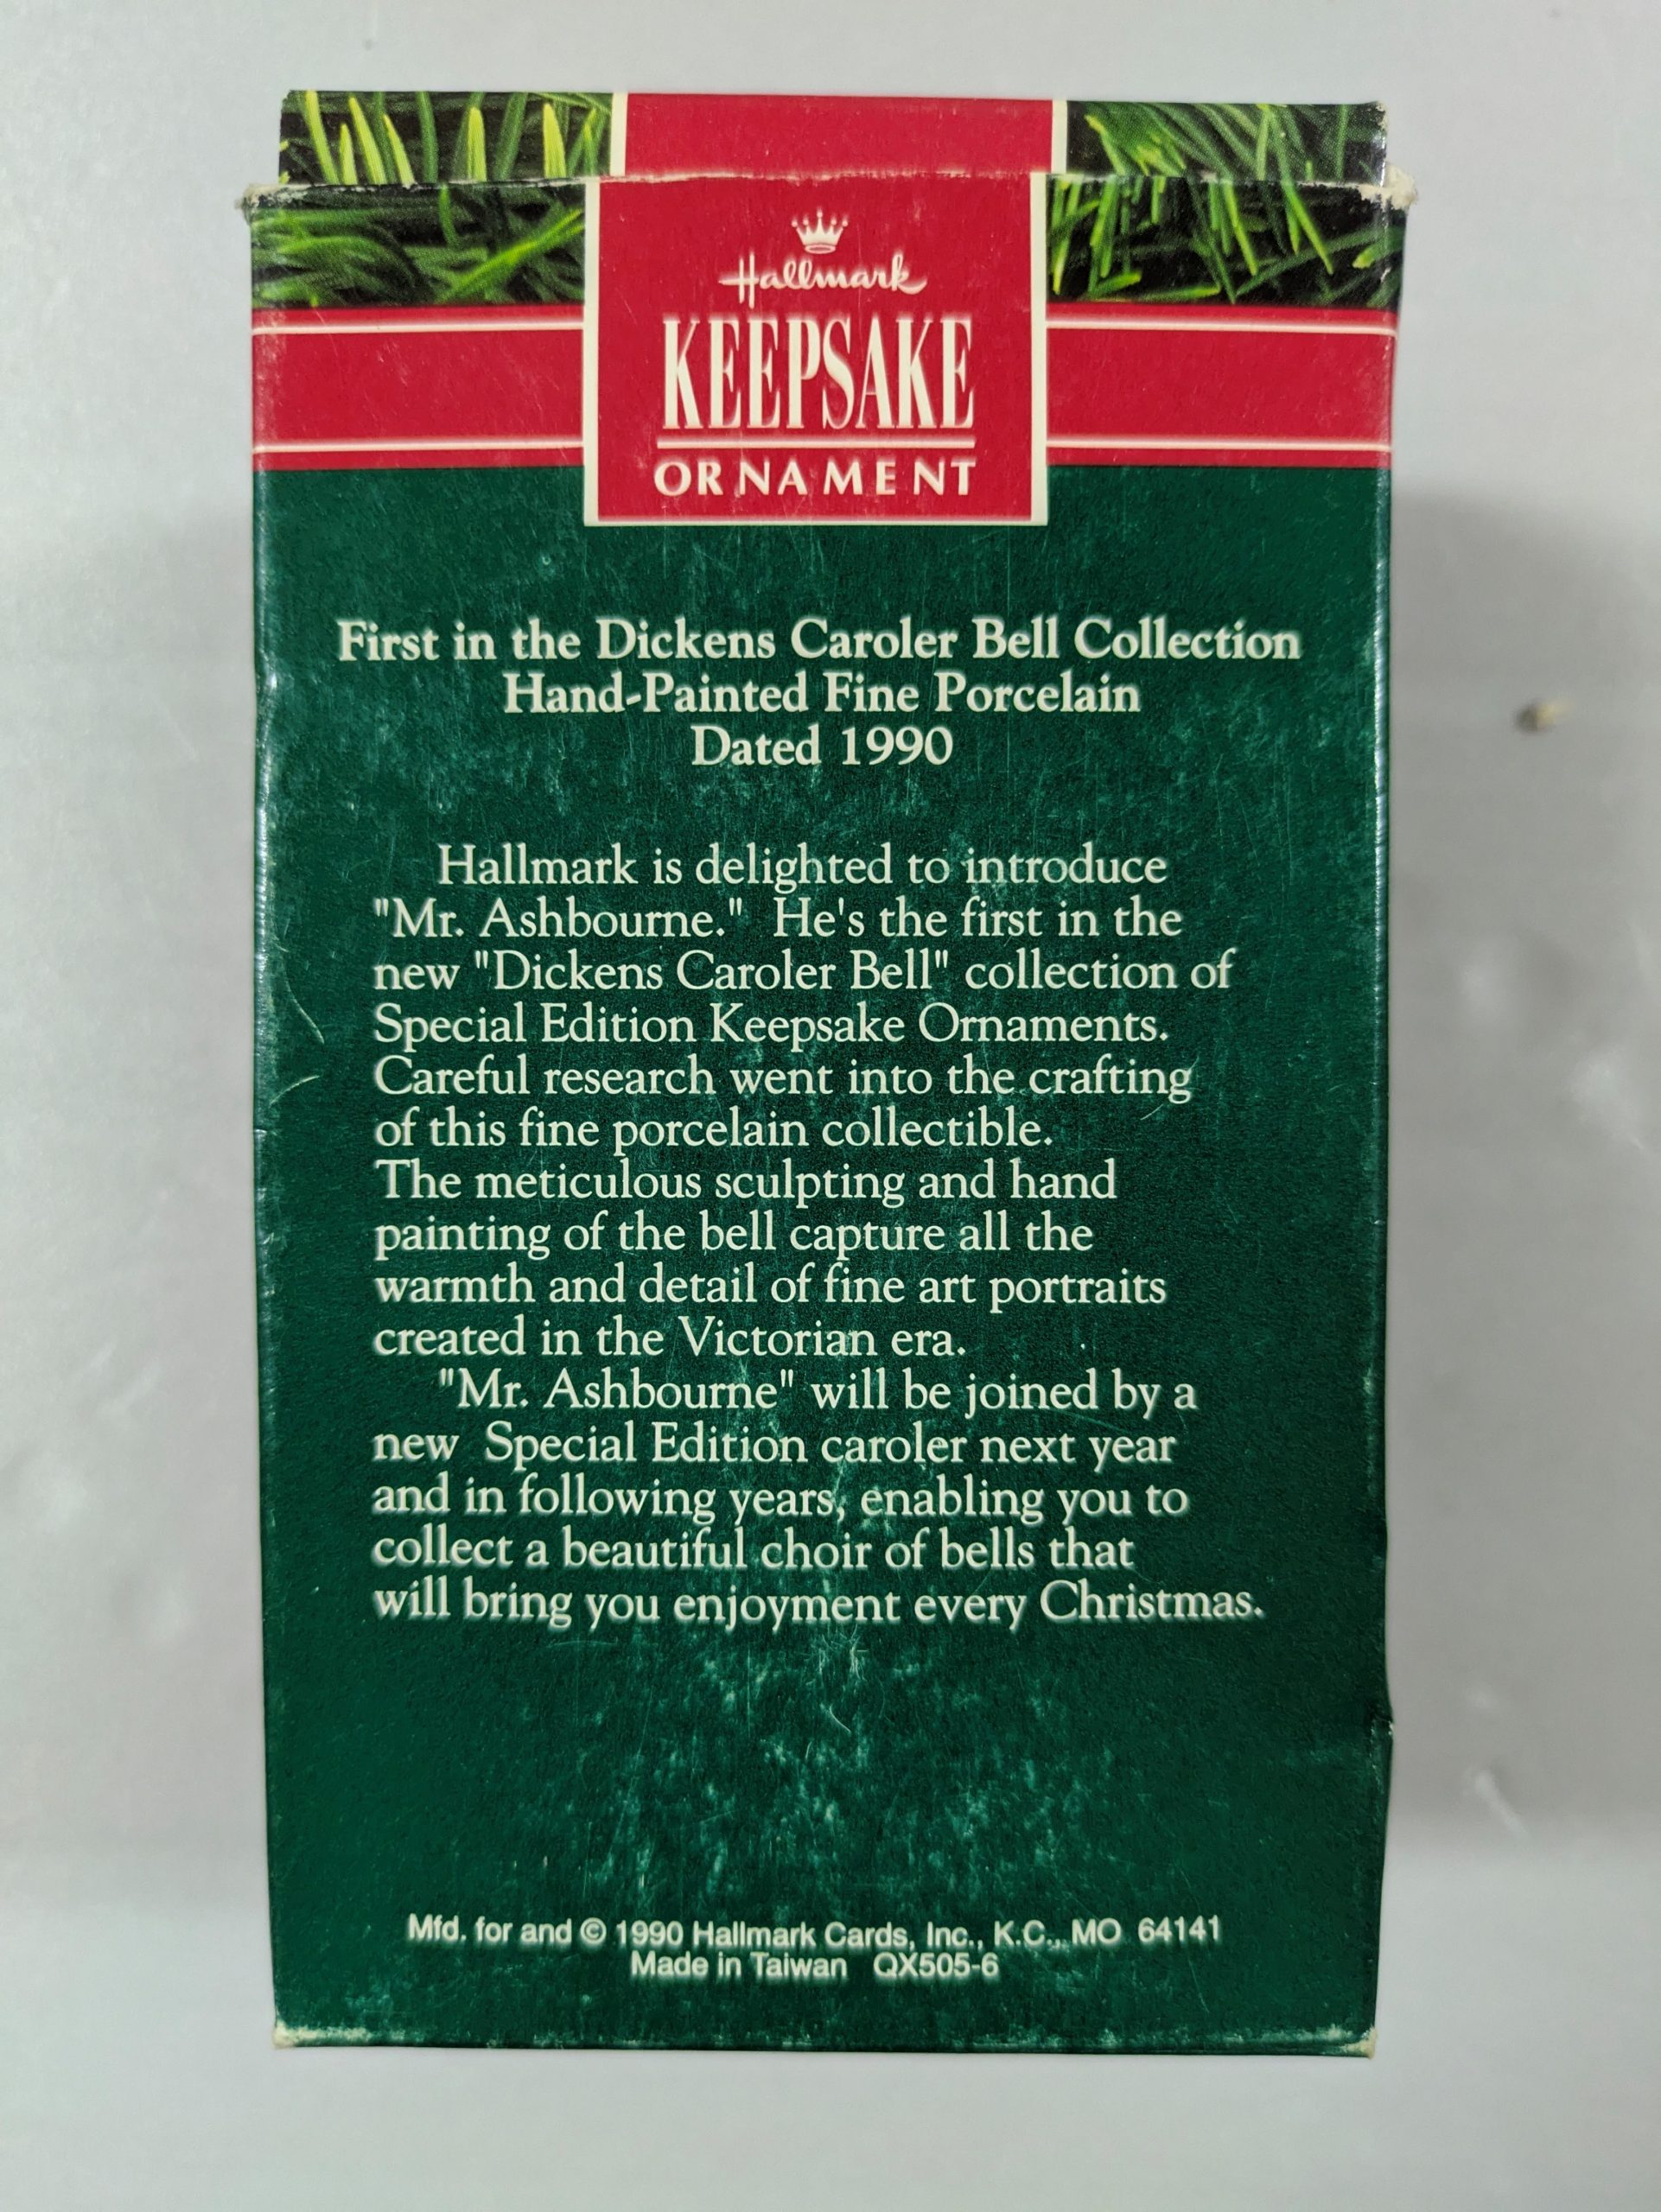 Hallmark
KEEPSAKE
ORNAMENT
First in the Dickens Caroler Bell Collection
Hand-Painted Fine Porcelain
Dated 1990
Hallmark is delighted to introduce
"Mr. Ashbourne." He's the first in the
new "Dickens Caroler Bell" collection of
Special Edition Keepsake Ornaments.
Careful research went into the crafting
of this fine porcelain collectible.
The meticulous sculpting and hand
painting of the bell capture all the
warmth and detail of fine art portraits
created in the Victorian era.
"Mr. Ashbourne" will be joined by a
new Special Edition caroler next year
and in following years, enabling you to
collect a beautiful choir of bells that
will bring you enjoyment every Christmas.
Mfd. for and © 1990 Hallmark Cards, Inc., K.C., MO 64141
Made in Taiwan QX505-6